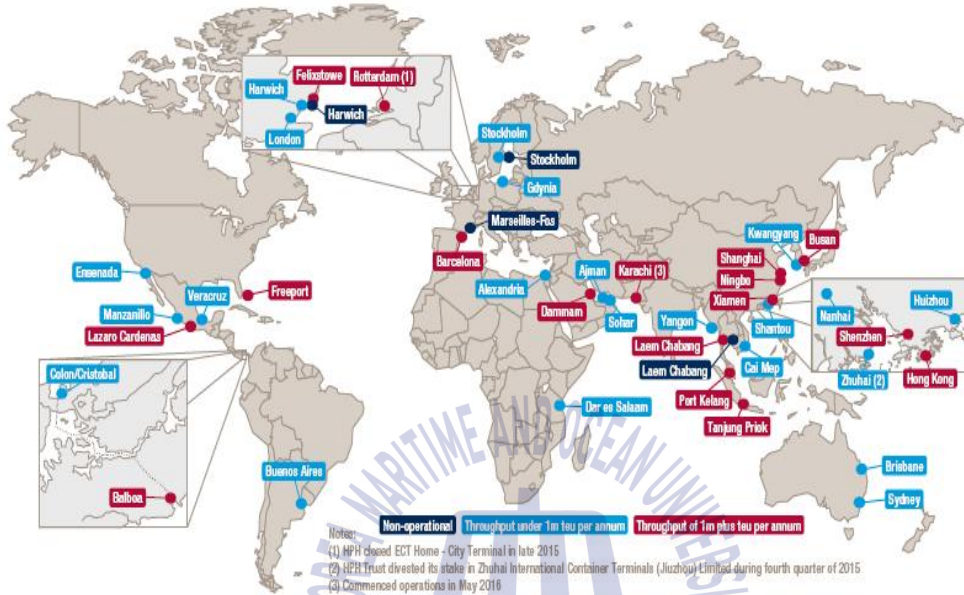 Felixstowe
Rotterdam (1)
Harwich
Harwich
London
Stockholm
Stockholm
Gdynia
Marseilles-Fos
Barcelona
Kwangyang
Busan
Shanghai
Ningbo
Xiamen
Shantou
Ensenada
Manzanillo
Veracruz
Lazaro Cardenas
Freeport
Alexandria
Ajman
Karachi (3)
Dammam
Sohar
Yangon
Laem Chabang
Laem Chabang
Cai Mep
Port Kelang
Tanjung Priok
Nanhai
Huizhou
Shenzhen
Zhuhai (2)
Hong Kong
Colon/Cristobal
Balboa
Dar es Salaam
Buenos Aires
Brisbane
Sydney
Non-operational
Throughput under 1m teu per annum
Throughput of 1m plus teu per annum
Notes:
(1) HPH closed ECT Home - City Terminal in late 2015
(2) HPH Trust divested its stake in Zhuhai International Container Terminals (Jiuzhou) Limited during fourth quarter of 2015
(3) Commenced operations in May 2016
MARITIME AND OCEAN